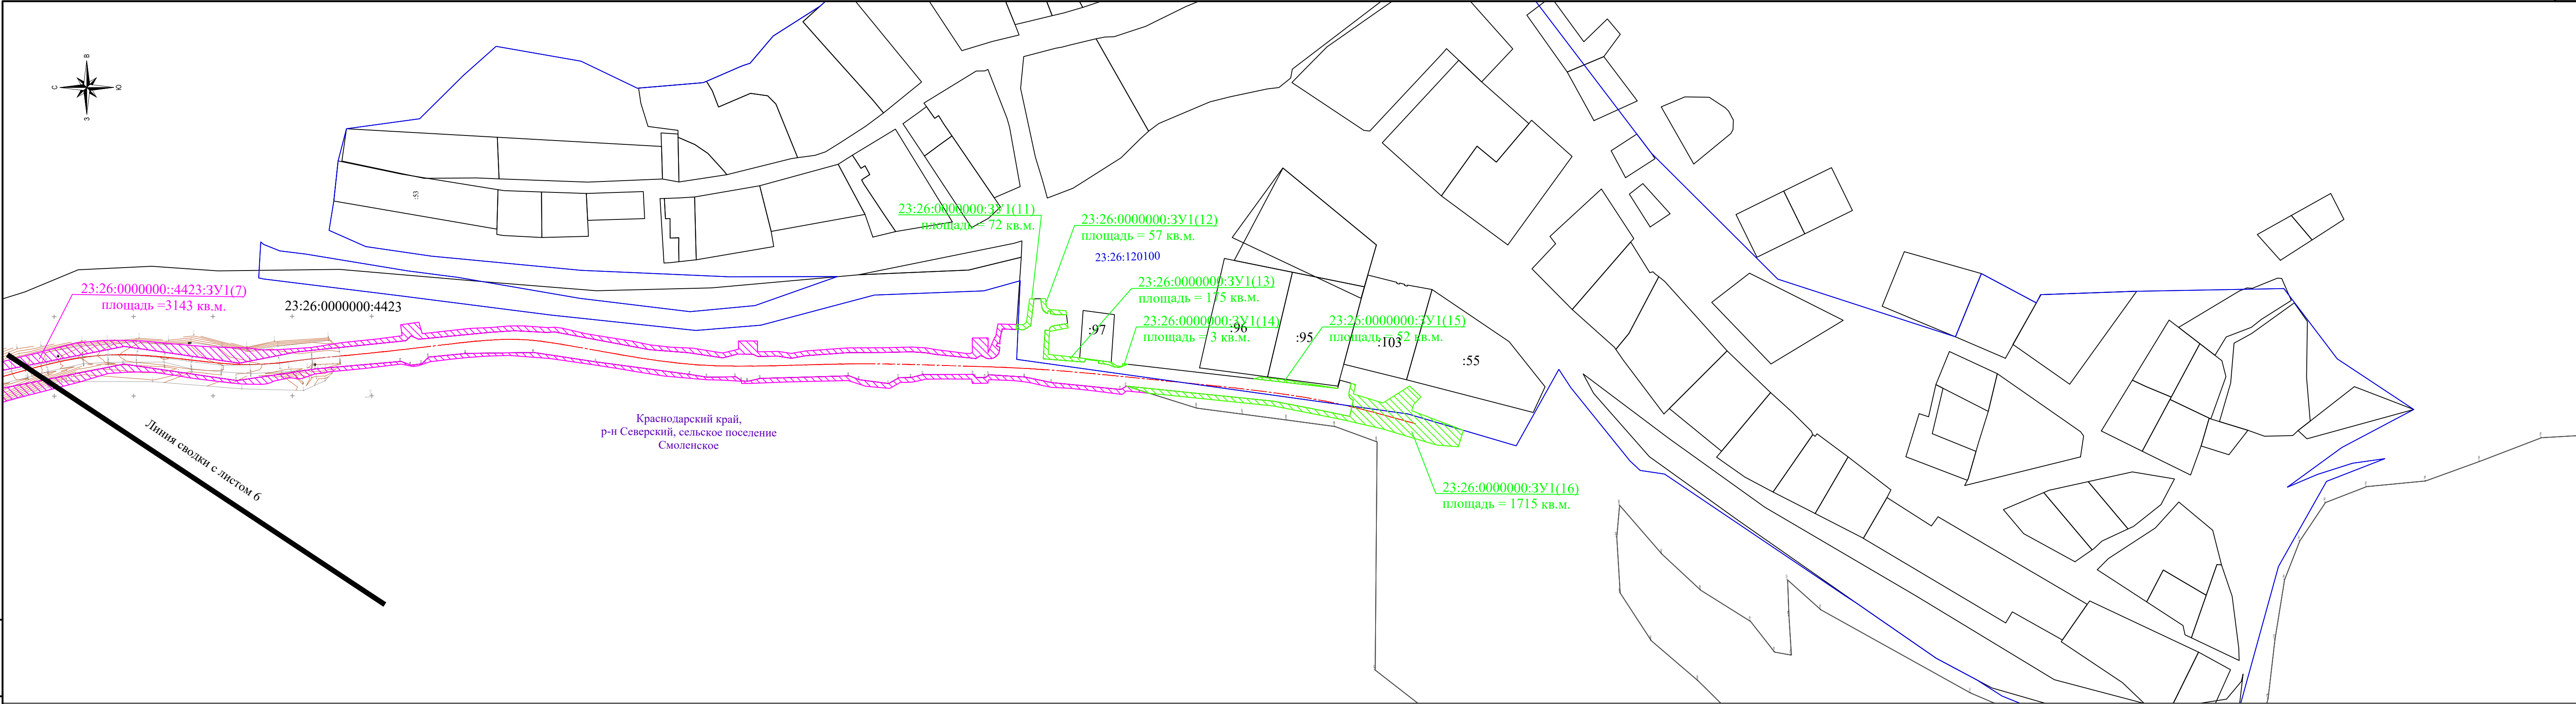 В
С
Ю
З
:53
23:26:0000000:ЗУ1(11)
площадь = 72 кв.м.
23:26:0000000:ЗУ1(12)
площадь = 57 кв.м.
23:26:120100
23:26:0000000:ЗУ1(13)
площадь = 175 кв.м.
23:26:0000000::4423:ЗУ1(7)
площадь =3143 кв.м.
23:26:0000000:4423
:97
23:26:0000000:ЗУ1(14)
площадь = 3 кв.м.
:96
:95
23:26:0000000:ЗУ1(15)
площадь = 52 кв.м.
:103
:55
Краснодарский край,
р-н Северский, сельское поселение
Смоленское
Линия сводки с листом 6
23:26:0000000:ЗУ1(16)
площадь = 1715 кв.м.